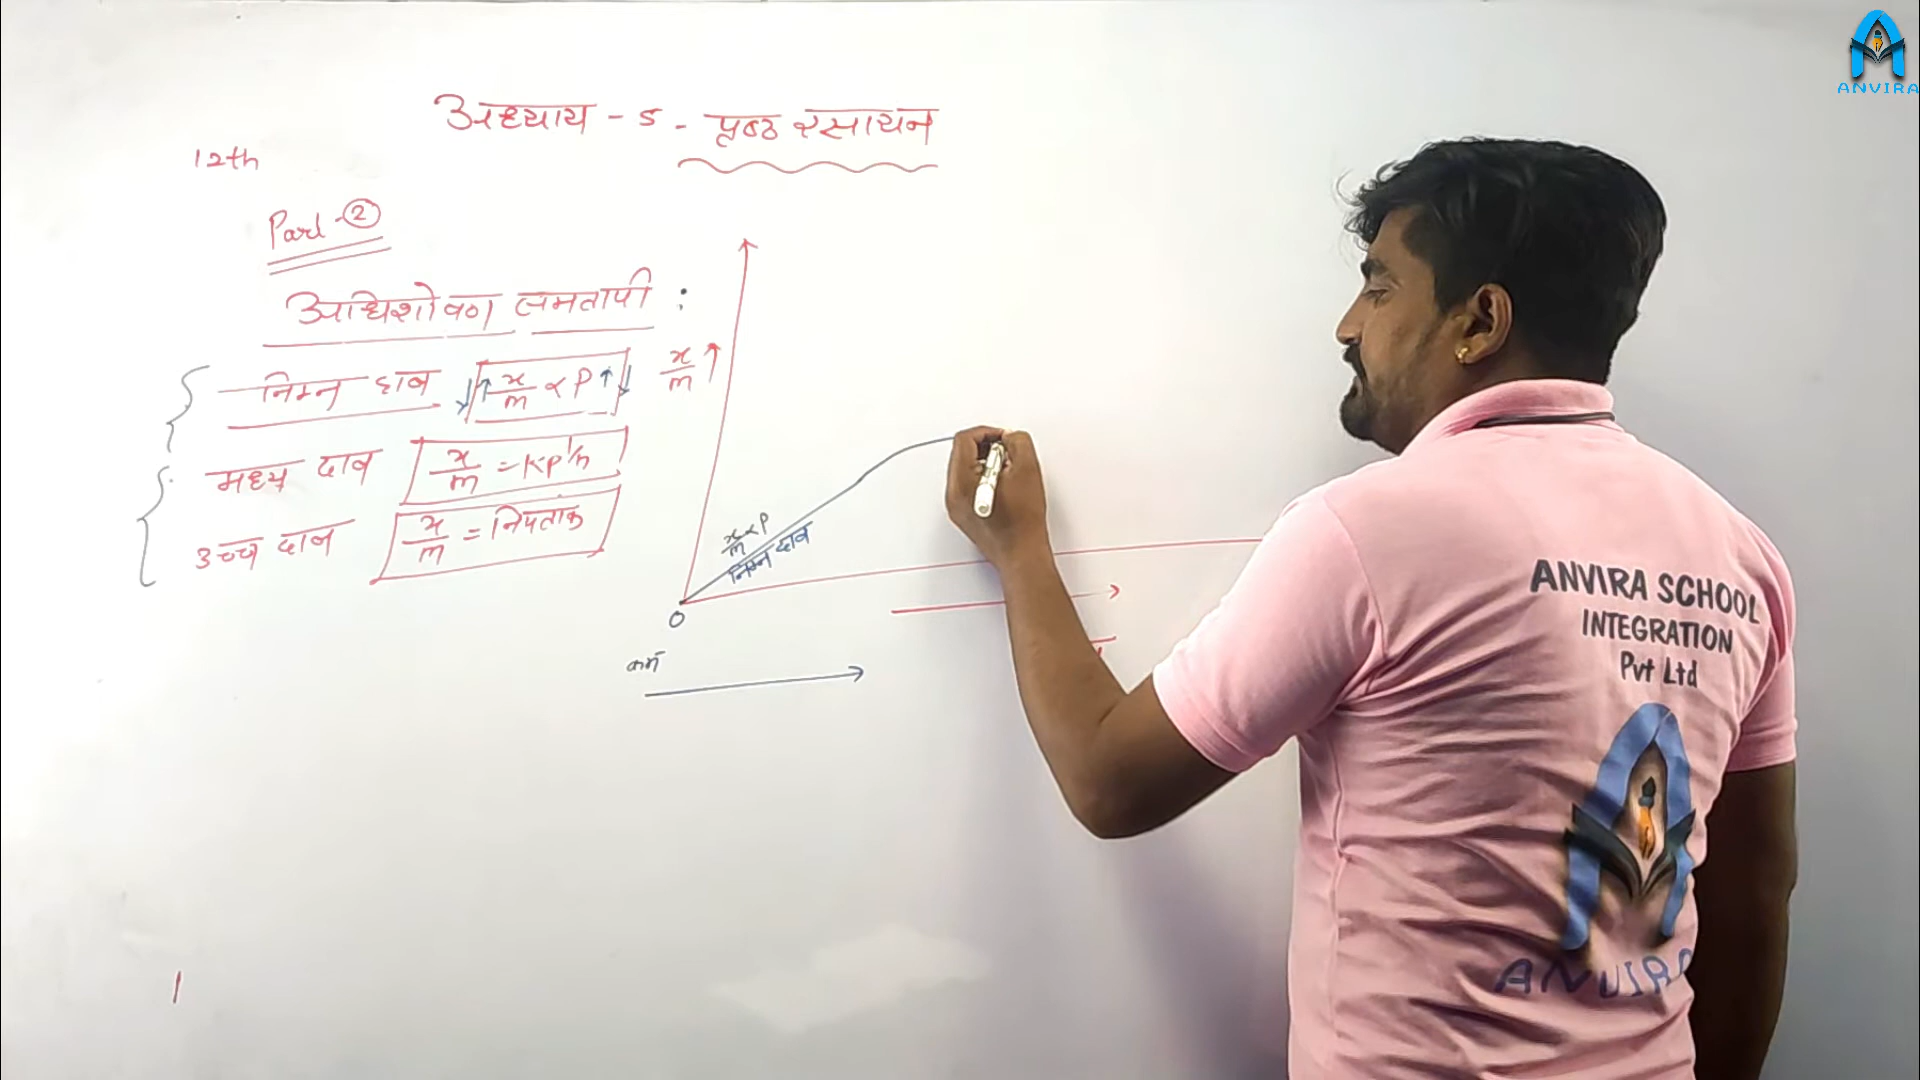 अध्याय - 5 - पृष्ठ रसायन
12th
Part - ②
अधिशोषण समतापी :
निम्न दाब ↓↑ x/m ∝ P ↑↓
मध्य दाब x/m = KP^1/n
उच्च दाब x/m = नियतांक
x/m ↑
x/m ∝ P
निम्न दाब
O
ANVIRA
ANVIRA SCHOOL
INTEGRATION
Pvt Ltd
ANVIRA